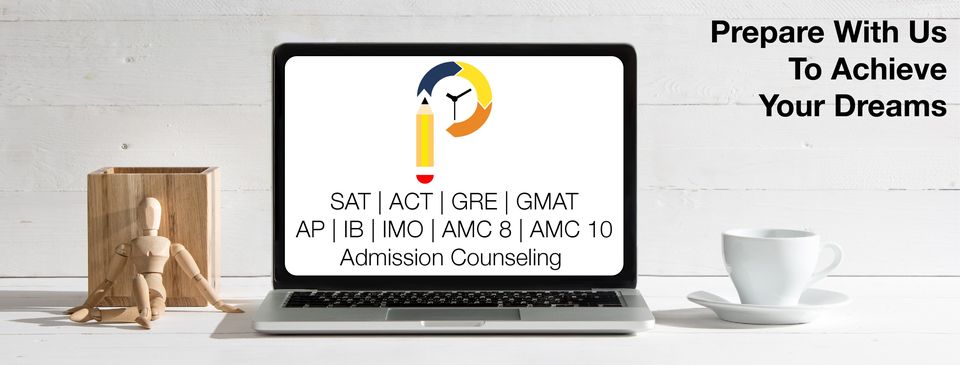 Prepare With Us
To Achieve
Your Dreams
SAT | ACT | GRE | GMAT
AP | IB | IMO | AMC 8 | AMC 10
Admission Counseling